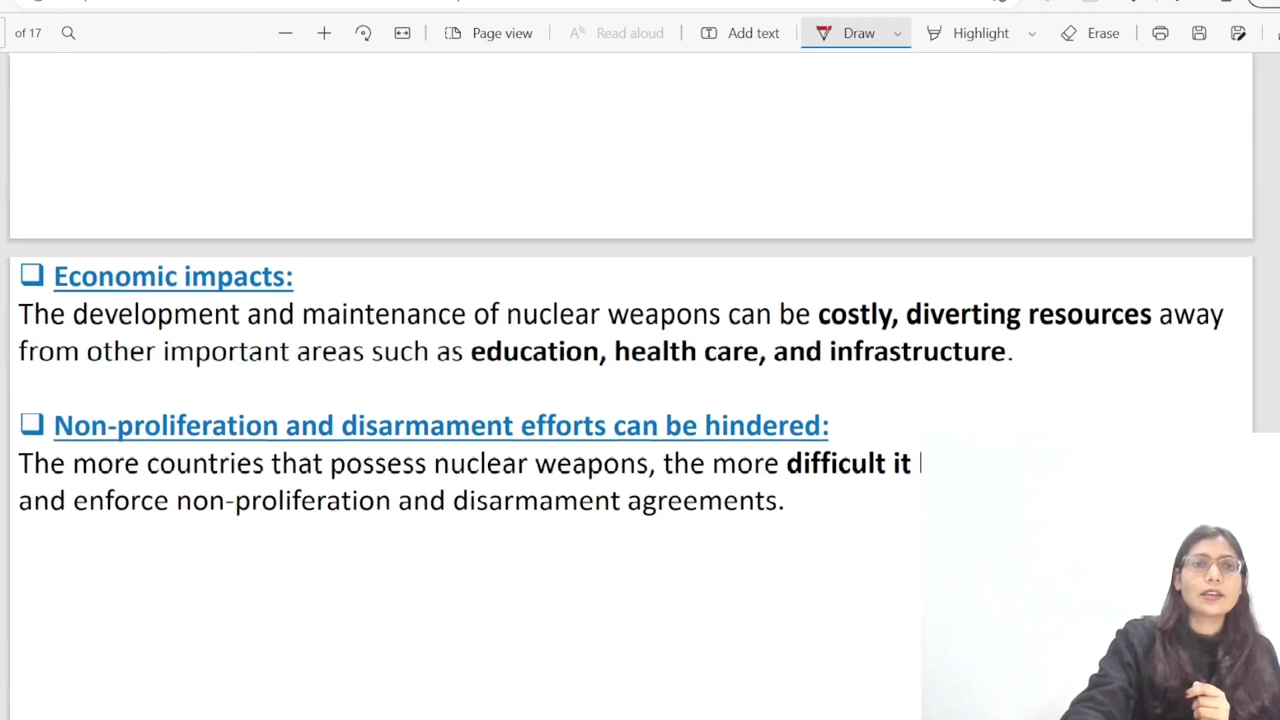 of 17
Page view
Read aloud
Add text
Draw
Highlight
Erase
❑ Economic impacts:
The development and maintenance of nuclear weapons can be costly, diverting resources away
from other important areas such as education, health care, and infrastructure.
❑ Non-proliferation and disarmament efforts can be hindered:
The more countries that possess nuclear weapons, the more difficult it
and enforce non-proliferation and disarmament agreements.